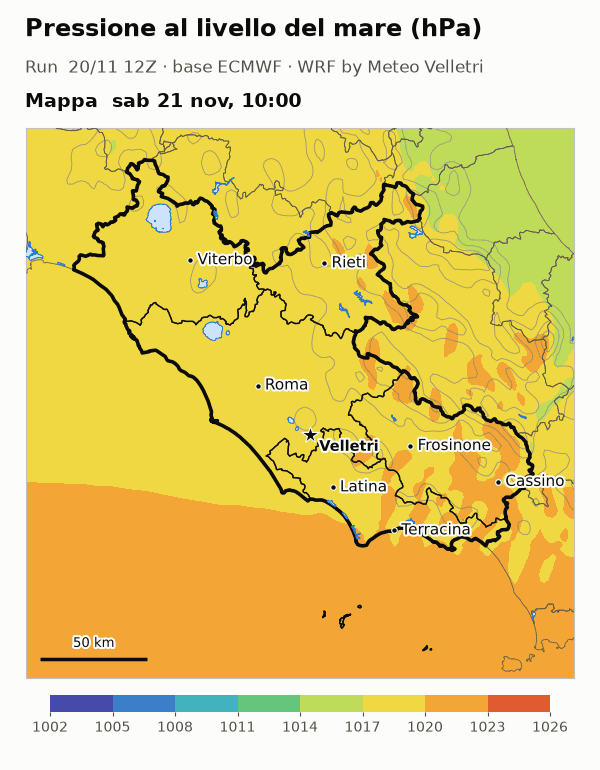 Pressione al livello del mare (hPa)
Run  20/11 12Z · base ECMWF · WRF by Meteo Velletri
Mappa  sab 21 nov, 10:00
Viterbo
Rieti
Roma
Velletri
Frosinone
Latina
Cassino
Terracina
50 km
1002 1005 1008 1011 1014 1017 1020 1023 1026